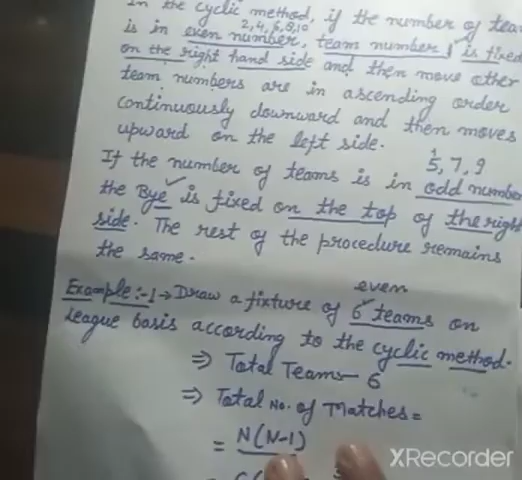 In the cyclic method, if the number of tea
2,4,6,8,10
is in even number, team number 1 is fixed
on the right hand side and then move other
team numbers are in ascending order
continuously downward and then moves
upward on the left side.
5, 7, 9
If the number of teams is in odd number
the Bye is fixed on the top of the right
side. The rest of the procedure remains
the same.
even
Example:-1→ Draw a fixture of 6 teams on
League basis according to the cyclic method.
⇒ Total Teams - 6
⇒ Total No. of Matches =
= N(N-1)
XRecorder